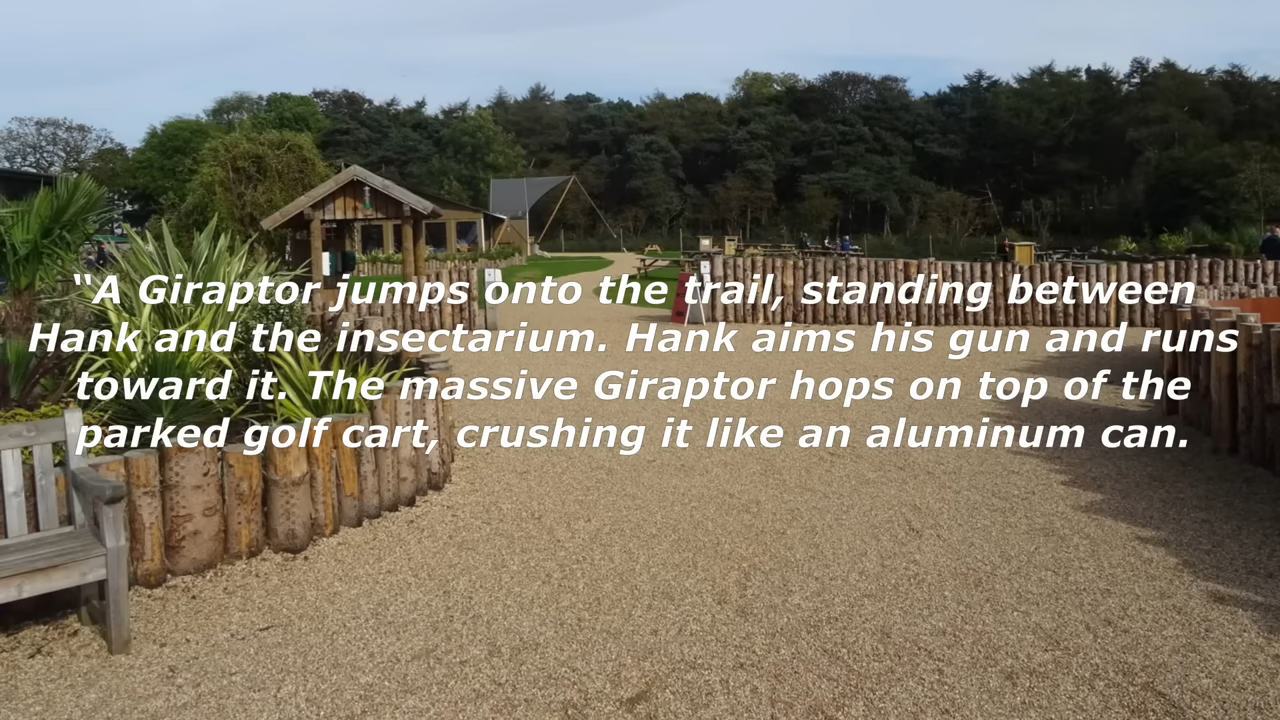 “A Giraptor jumps onto the trail, standing between
Hank and the insectarium. Hank aims his gun and runs
toward it. The massive Giraptor hops on top of the
parked golf cart, crushing it like an aluminum can.